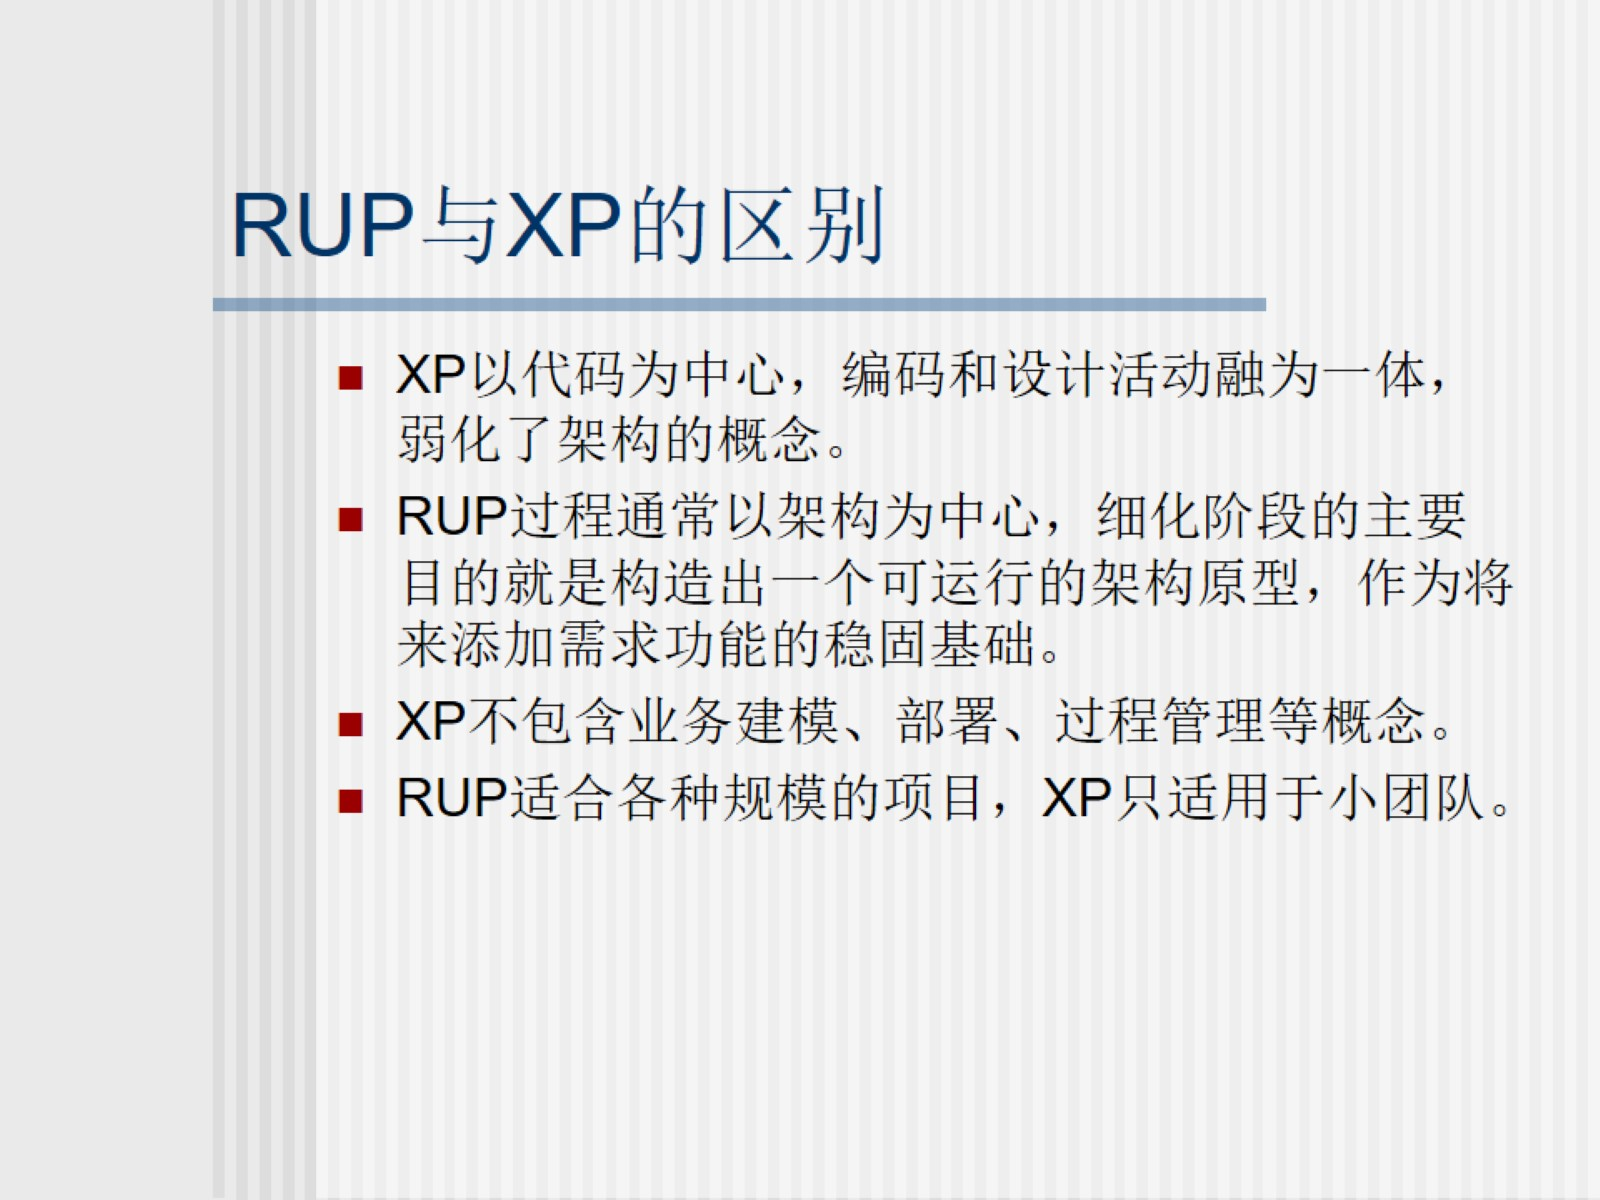 RUP与XP的区别
XP以代码为中心，编码和设计活动融为一体，
弱化了架构的概念。
RUP过程通常以架构为中心，细化阶段的主要
目的就是构造出一个可运行的架构原型，作为将
来添加需求功能的稳固基础。
XP不包含业务建模、部署、过程管理等概念。
RUP适合各种规模的项目，XP只适用于小团队。